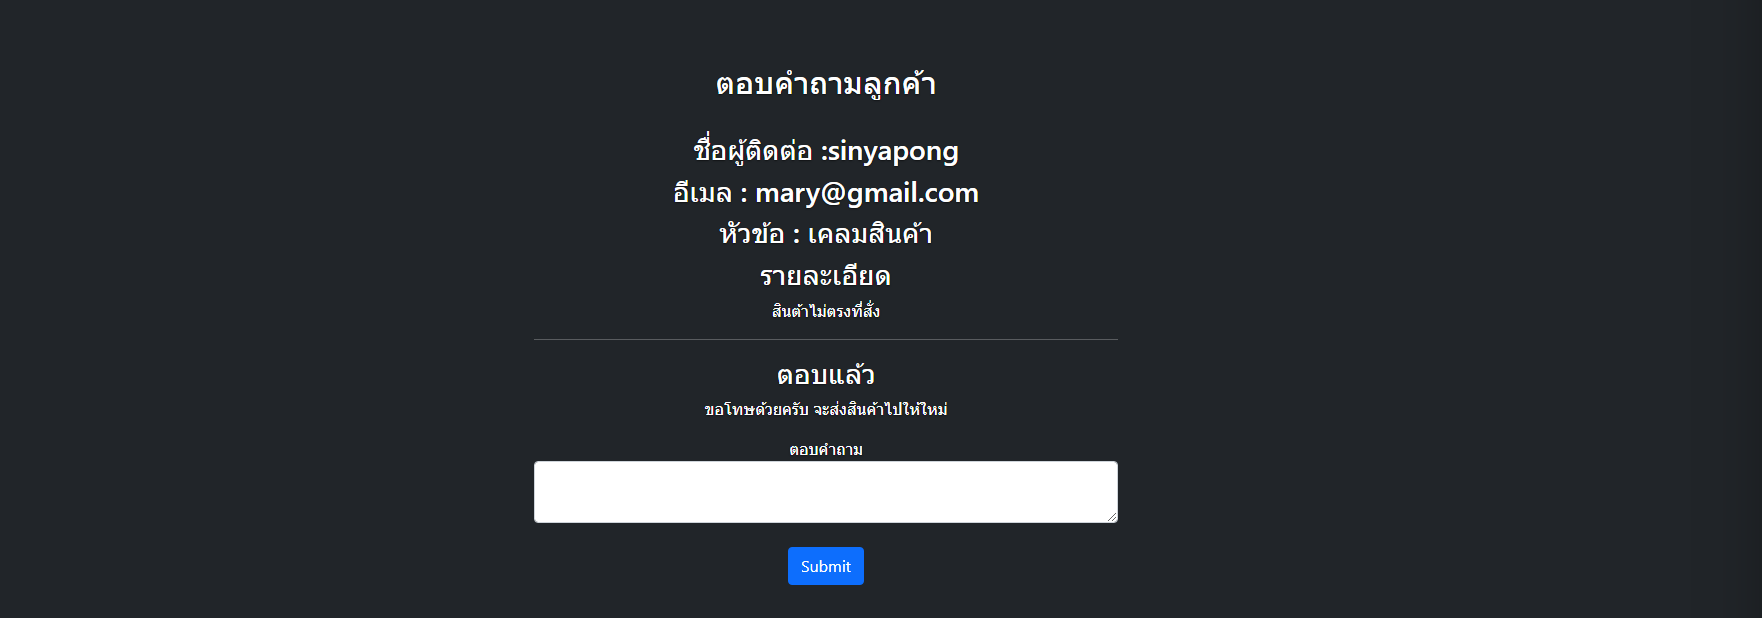 ตอบคำถามลูกค้า
ชื่อผู้ติดต่อ :sinyapong
อีเมล : mary@gmail.com
หัวข้อ : เคลมสินค้า
รายละเอียด
สินต้าไม่ตรงที่สั่ง
ตอบแล้ว
ขอโทษด้วยครับ จะส่งสินค้าไปให้ใหม่
ตอบคำถาม
Submit